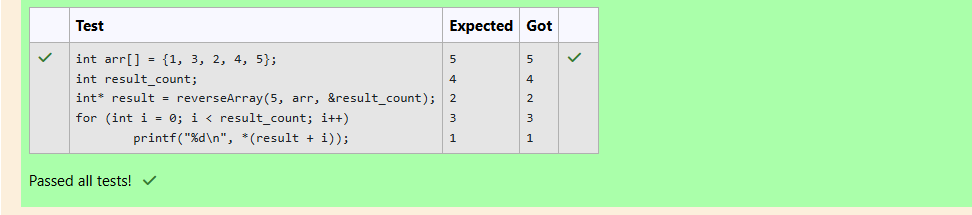 Test Expected Got
int arr[] = {1, 3, 2, 4, 5}; 5 5
int result_count; 4 4
int* result = reverseArray(5, arr, &result_count); 2 2
for (int i = 0; i < result_count; i++) 3 3
printf("%d\n", *(result + i)); 1 1
Passed all tests!